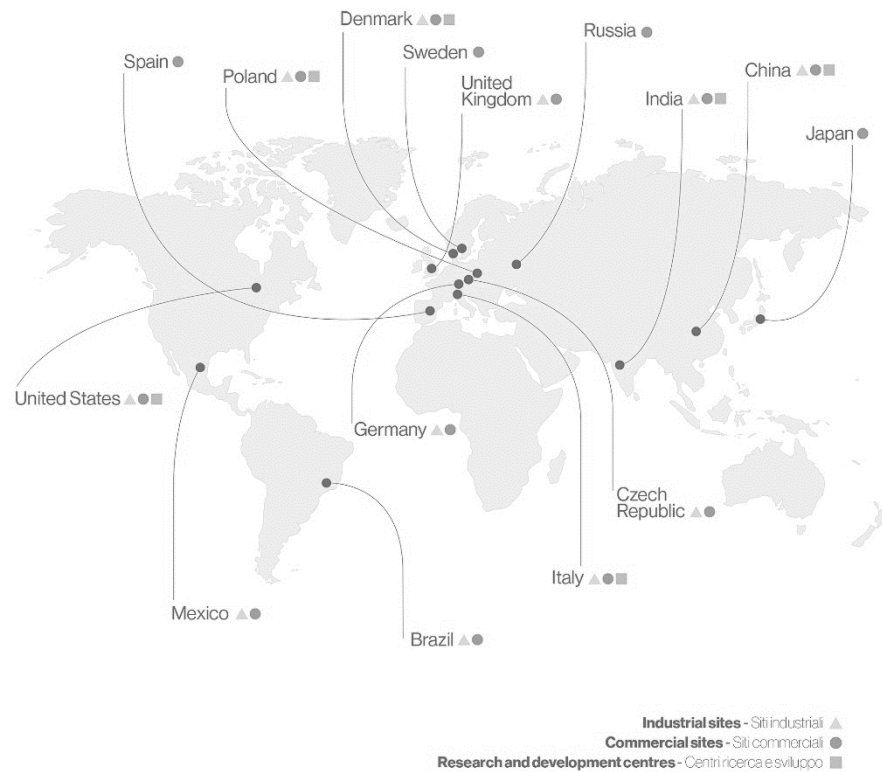 Denmark
Sweden
Russia
Spain
Poland
United
Kingdom
India
China
Japan
United States
Germany
Czech
Republic
Italy
Mexico
Brazil
Industrial sites - Siti industriali
Commercial sites - Siti commerciali
Research and development centres - Centri ricerca e sviluppo